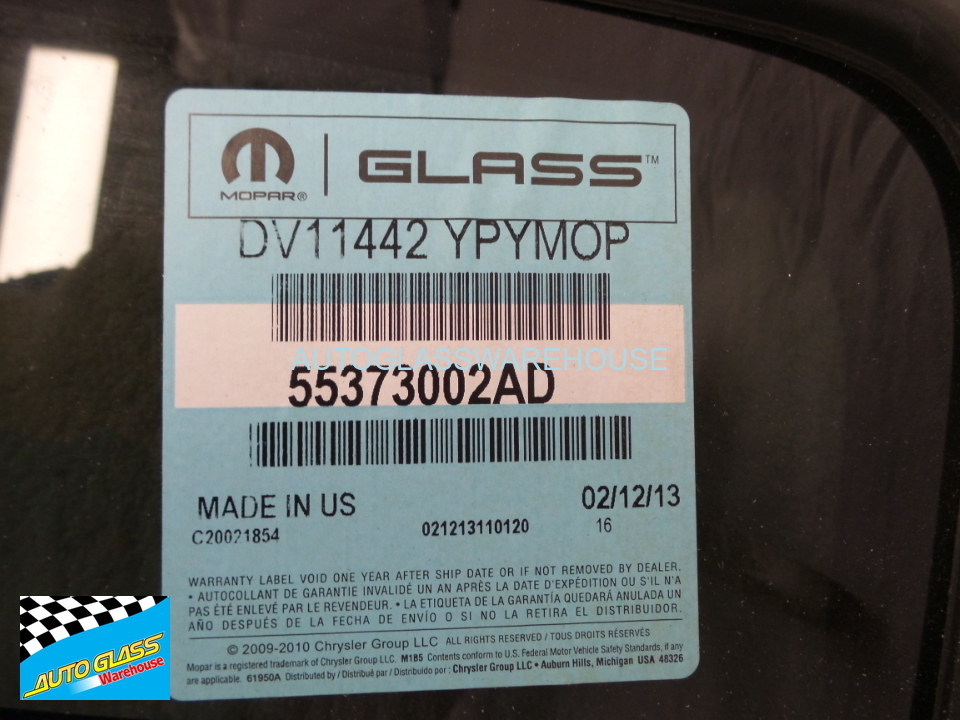 MOPAR®
GLASS™
DV11442 YPYMOP
AUTOGLASSWAREHOUSE
55373002AD
MADE IN US
02/12/13
C20021854
021213110120
16
WARRANTY LABEL VOID ONE YEAR AFTER SHIP DATE OR IF NOT REMOVED BY DEALER.
• AUTOCOLLANT DE GARANTIE INVALIDÉ UN AN APRÈS LA DATE D'EXPÉDITION OU S'IL N'A
PAS ÉTÉ ENLEVÉ PAR LE REVENDEUR. • LA ETIQUETA DE LA GARANTÍA QUEDARÁ ANULADA UN
AÑO DESPUÉS DE LA FECHA DE ENVÍO O SI NO LA RETIRA EL DISTRIBUIDOR.
© 2009-2010 Chrysler Group LLC ALL RIGHTS RESERVED / TOUS DROITS RÉSERVÉS
Mopar is a registered trademark of Chrysler Group LLC. M185 Contents conform to U.S. Federal Motor Vehicle Safety Standards, if any
are applicable. 61950A Distributed by / Distribué par / Distribuido por : Chrysler Group LLC • Auburn Hills, Michigan USA 48326
AUTO GLASS
Warehouse